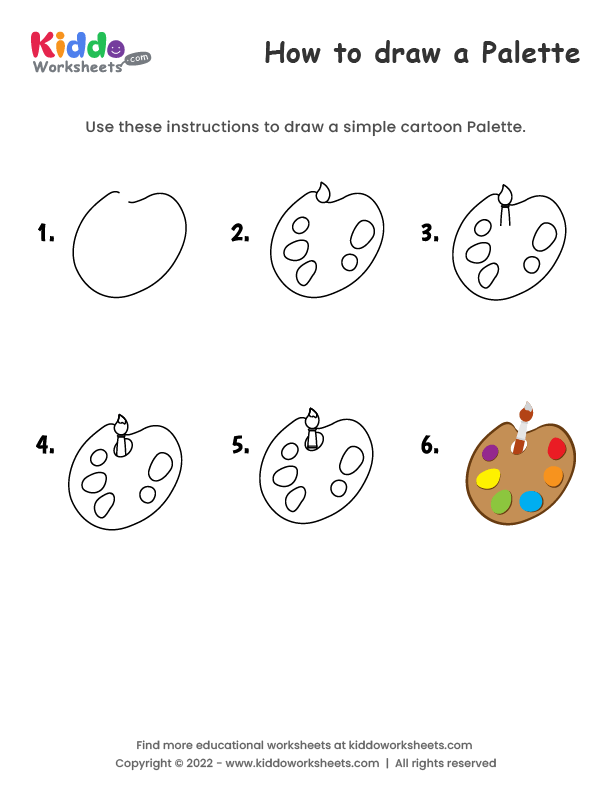 Kiddo
Worksheets .com
How to draw a Palette
Use these instructions to draw a simple cartoon Palette.
1.
2.
3.
4.
5.
6.
Find more educational worksheets at kiddoworksheets.com
Copyright © 2022 - www.kiddoworksheets.com | All rights reserved